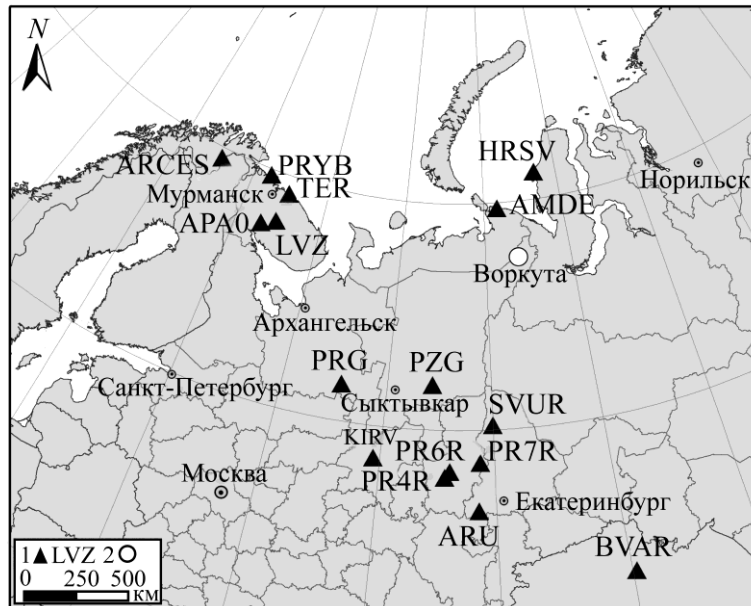 N
ARCES
PRYB
Мурманск
TER
APA0
LVZ
HRSV
Норильск
AMDE
Воркута
Архангельск
PRG
PZG
Санкт-Петербург
Сыктывкар
SVUR
KIRV
PR6R
PR7R
PR4R
Москва
Екатеринбург
ARU
BVAR
1 LVZ 2
0 250 500
км